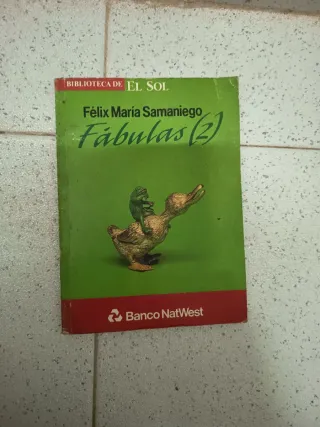 BIBLIOTECA DE EL SOL
Félix María Samaniego
Fábulas (2)
Banco NatWest